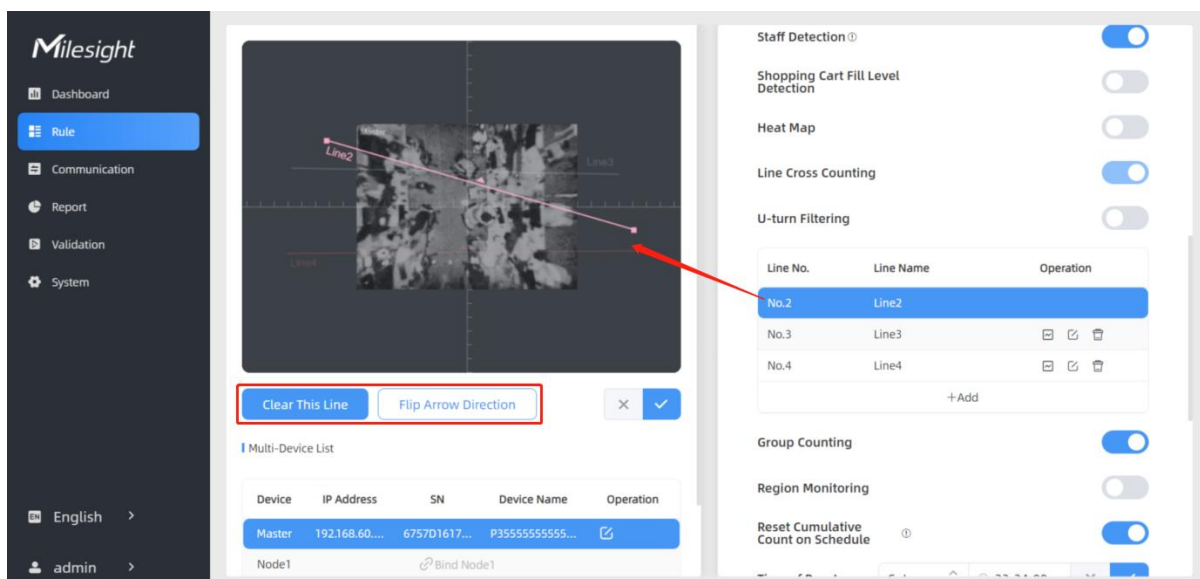 Milesight
Dashboard
Rule
Communication
Report
Validation
System
EN English >
admin >
Master
Line2
Line3
Line4
Clear This Line
Flip Arrow Direction
Multi-Device List
Device IP Address SN Device Name Operation
Master 192.168.60.... 6757D1617... P35555555555...
Node1 Bind Node1
Staff Detection
Shopping Cart Fill Level
Detection
Heat Map
Line Cross Counting
U-turn Filtering
Line No. Line Name Operation
No.2 Line2
No.3 Line3
No.4 Line4
+Add
Group Counting
Region Monitoring
Reset Cumulative
Count on Schedule